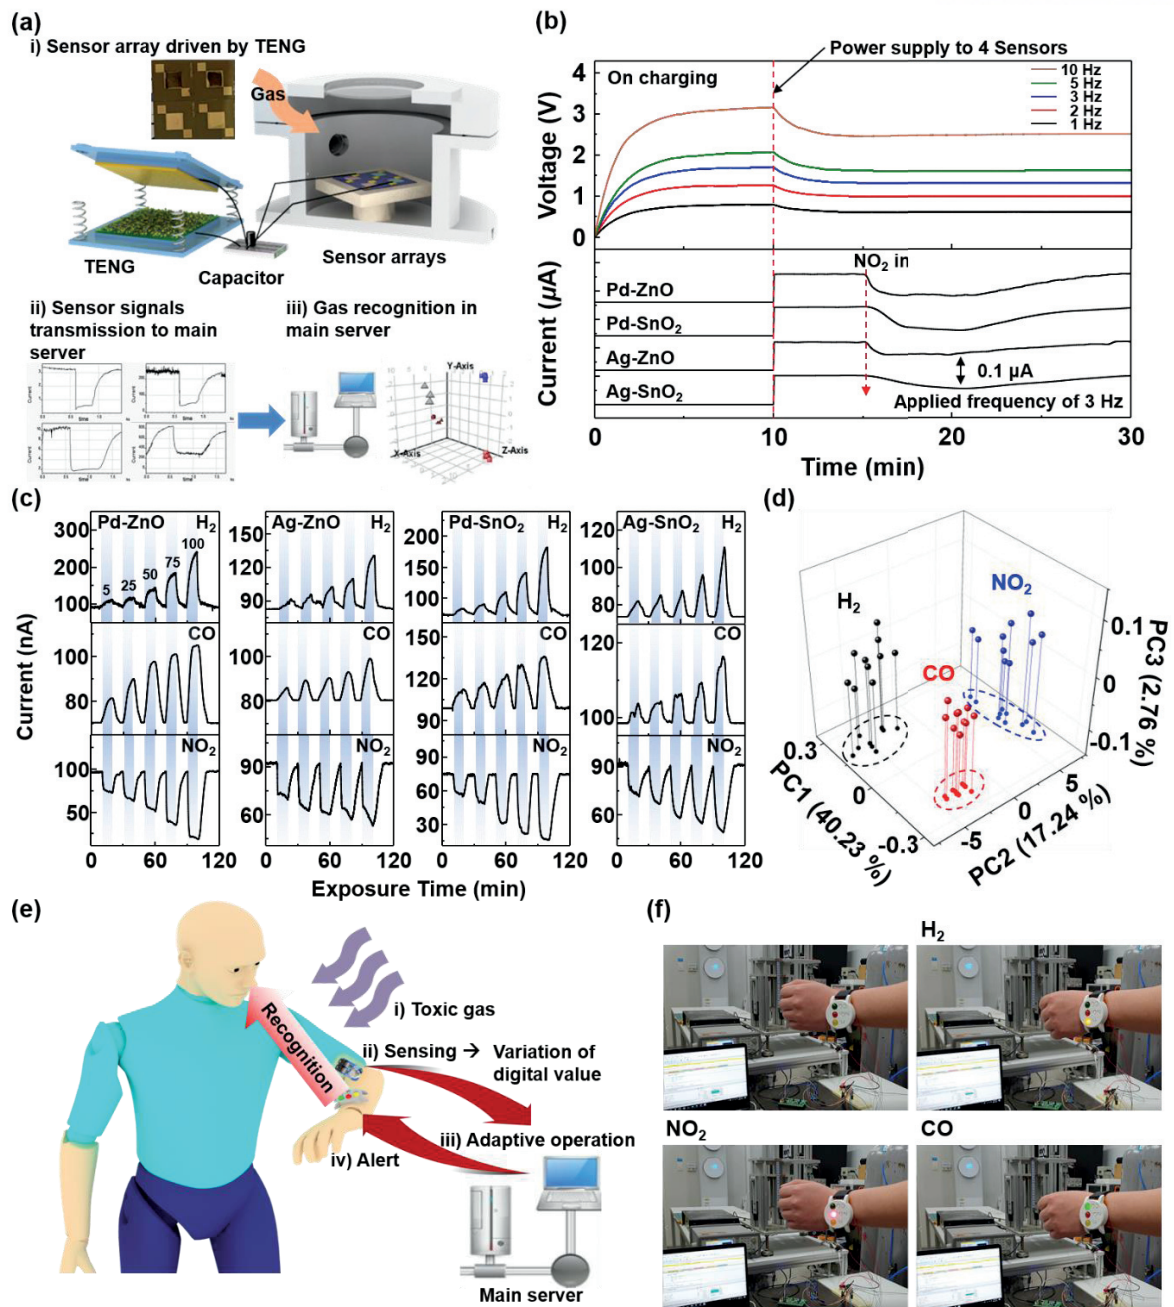 (a)
i) Sensor array driven by TENG
Gas
TENG
Capacitor
Sensor arrays
ii) Sensor signals
transmission to main
server
iii) Gas recognition in
main server
Current
time
Current
time
Current
time
Current
time
Y-Axis
X-Axis
Z-Axis
(b)
Power supply to 4 Sensors
On charging
10 Hz
5 Hz
3 Hz
2 Hz
1 Hz
Voltage (V)
4
3
2
1
0
NO2 in
Pd-ZnO
Pd-SnO2
Ag-ZnO
Ag-SnO2
0.1 µA
Applied frequency of 3 Hz
Current (µA)
0 10 20 30
Time (min)
(c)
Pd-ZnO H2
5 25 50 75 100
300
200
100
CO
100
80
NO2
100
50
Ag-ZnO H2
150
120
90
CO
100
80
NO2
90
60
Pd-SnO2 H2
200
150
100
CO
150
120
90
NO2
90
60
30
Ag-SnO2 H2
120
100
80
CO
120
100
NO2
90
60
Current (nA)
0 60 120 0 60 120 0 60 120 0 60 120
Exposure Time (min)
(d)
H2
NO2
CO
0.1
0
-0.1
PC3 (2.76 %)
0.3
0
-0.3
PC1 (40.23 %)
-5
0
5
PC2 (17.24 %)
(e)
i) Toxic gas
Recognition
ii) Sensing → Variation of
digital value
iii) Adaptive operation
iv) Alert
Main server
(f)
H2
NO2
CO